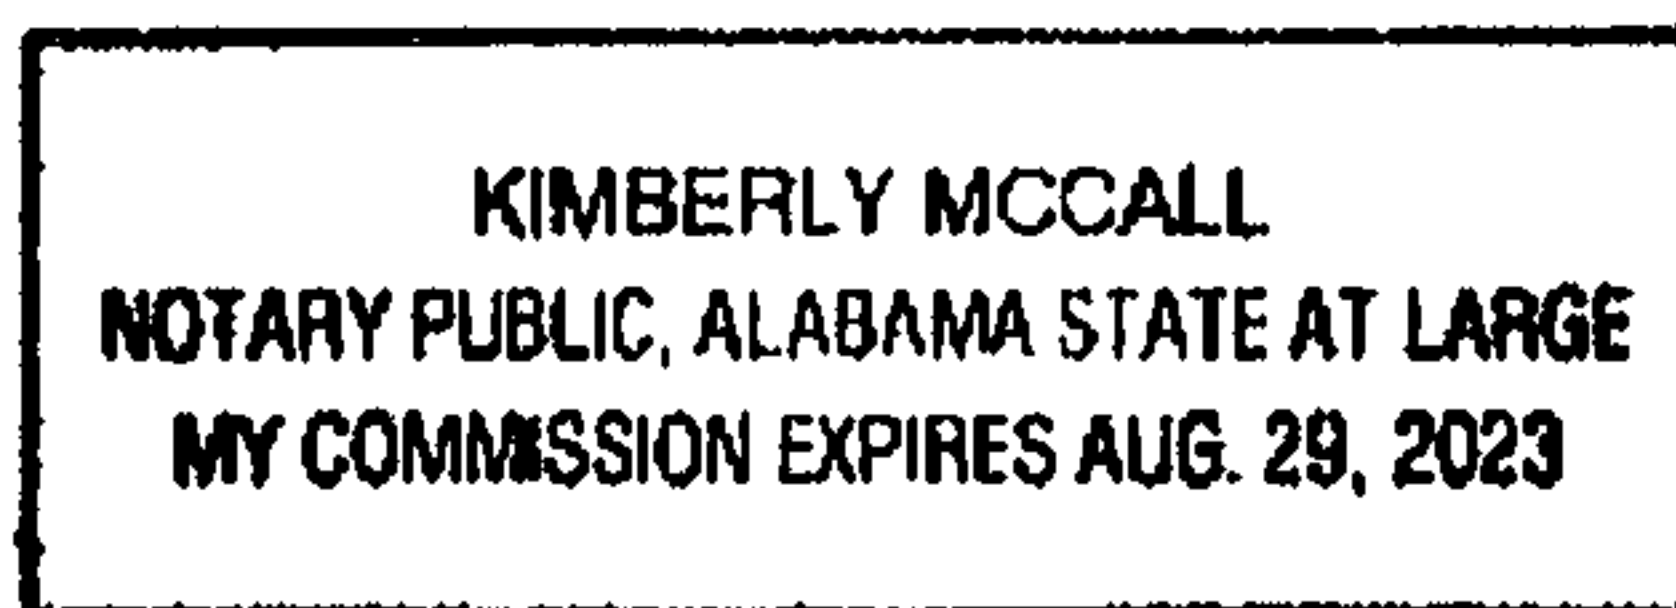 KIMBERLY MCCALL
NOTARY PUBLIC, ALABAMA STATE AT LARGE
MY COMMISSION EXPIRES AUG. 29, 2023